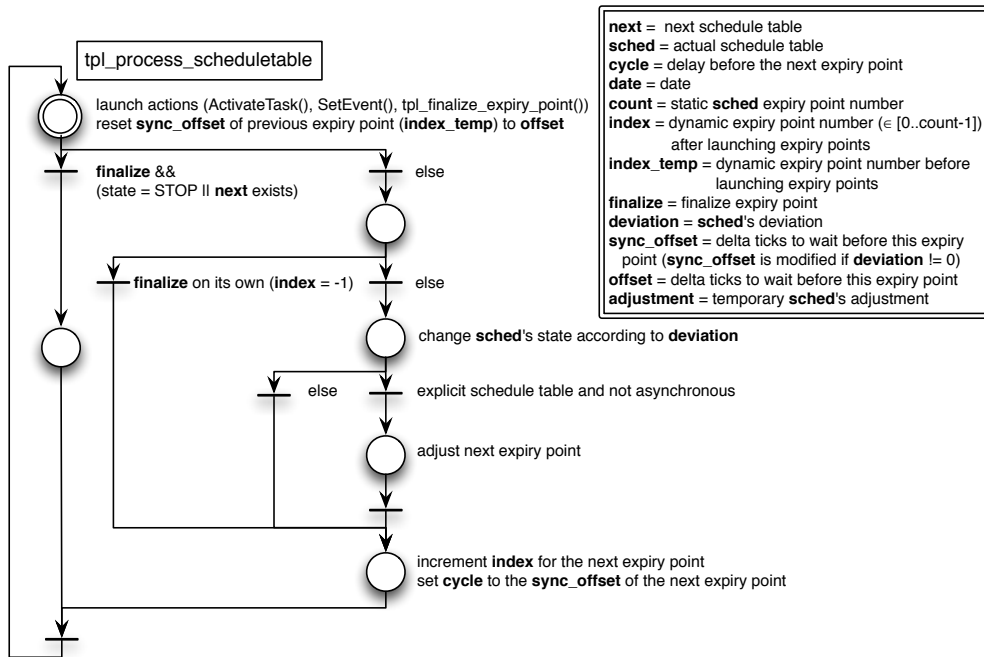 tpl_process_scheduletable
launch actions (ActivateTask(), SetEvent(), tpl_finalize_expiry_point())
reset sync_offset of previous expiry point (index_temp) to offset
finalize &&
(state = STOP || next exists)
else
finalize on its own (index = -1)
else
change sched's state according to deviation
else
explicit schedule table and not asynchronous
adjust next expiry point
increment index for the next expiry point
set cycle to the sync_offset of the next expiry point
next = next schedule table
sched = actual schedule table
cycle = delay before the next expiry point
date = date
count = static sched expiry point number
index = dynamic expiry point number (∈ [0..count-1])
after launching expiry points
index_temp = dynamic expiry point number before
launching expiry points
finalize = finalize expiry point
deviation = sched's deviation
sync_offset = delta ticks to wait before this expiry
point (sync_offset is modified if deviation != 0)
offset = delta ticks to wait before this expiry point
adjustment = temporary sched's adjustment